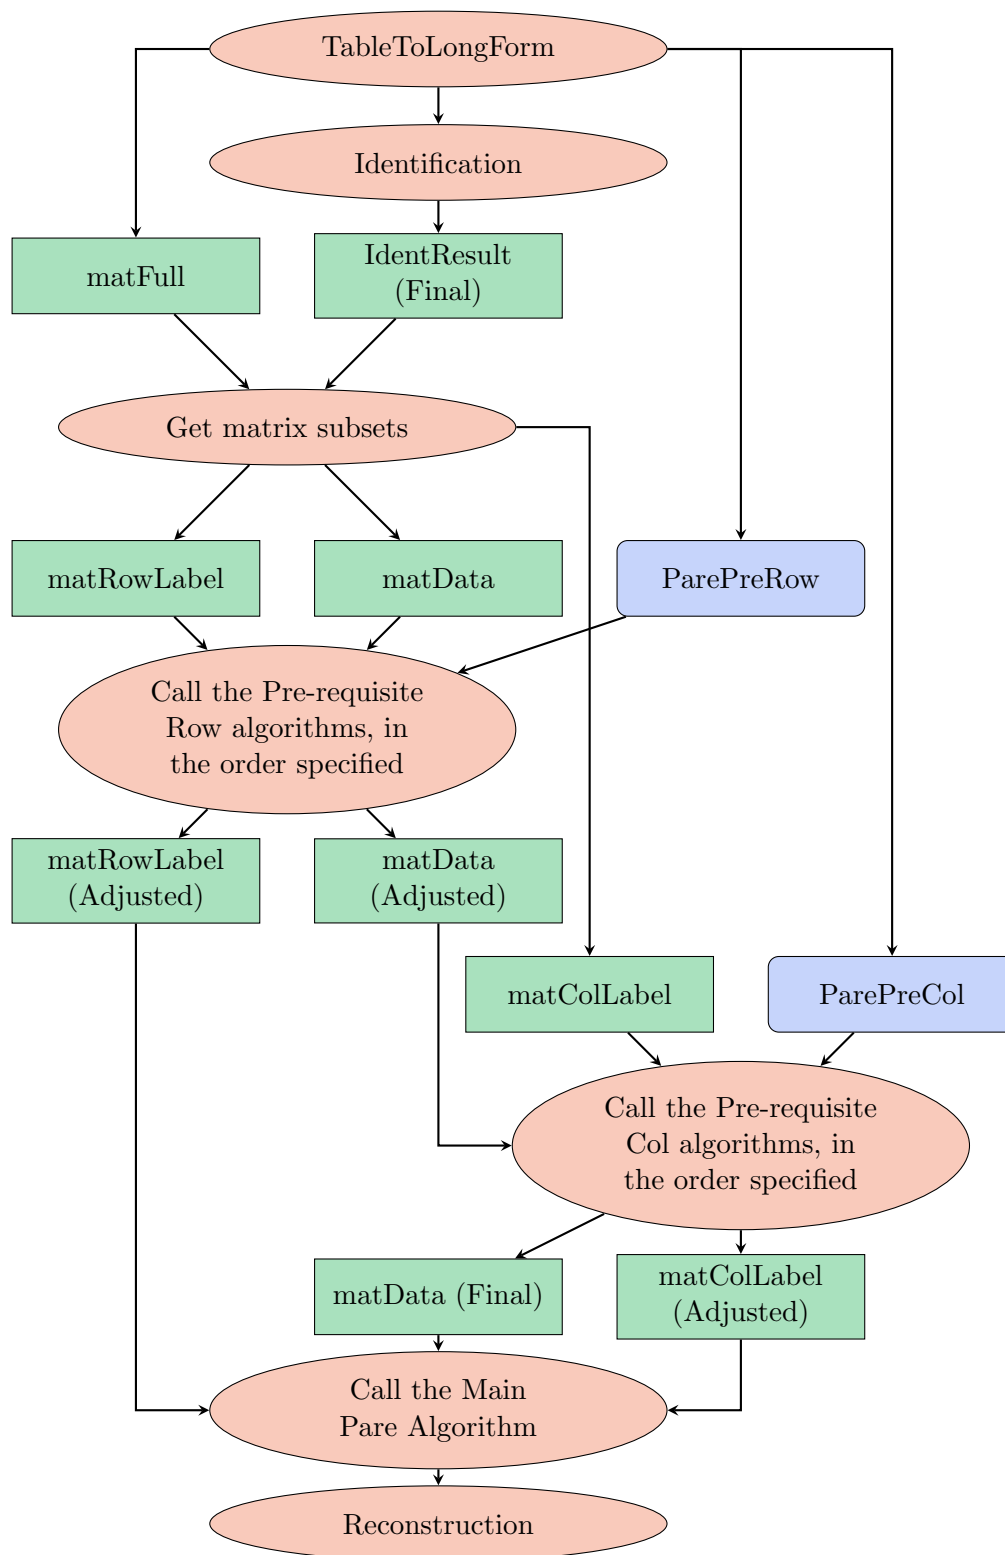 TableToLongForm
Identification
matFull
IdentResult
(Final)
Get matrix subsets
matRowLabel
matData
ParePreRow
Call the Pre-requisite
Row algorithms, in
the order specified
matRowLabel
(Adjusted)
matData
(Adjusted)
matColLabel
ParePreCol
Call the Pre-requisite
Col algorithms, in
the order specified
matData (Final)
matColLabel
(Adjusted)
Call the Main
Pare Algorithm
Reconstruction